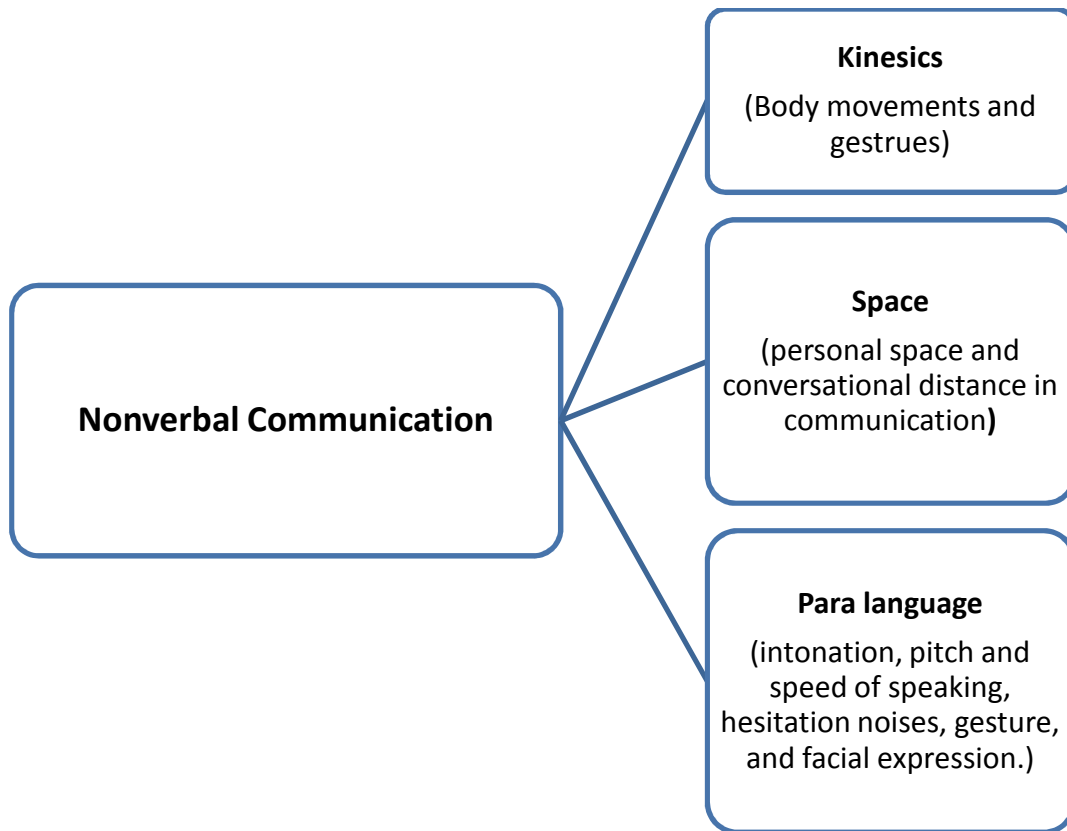 Nonverbal Communication
Kinesics
(Body movements and
gestrues)
Space
(personal space and
conversational distance in
communication)
Para language
(intonation, pitch and
speed of speaking,
hesitation noises, gesture,
and facial expression.)